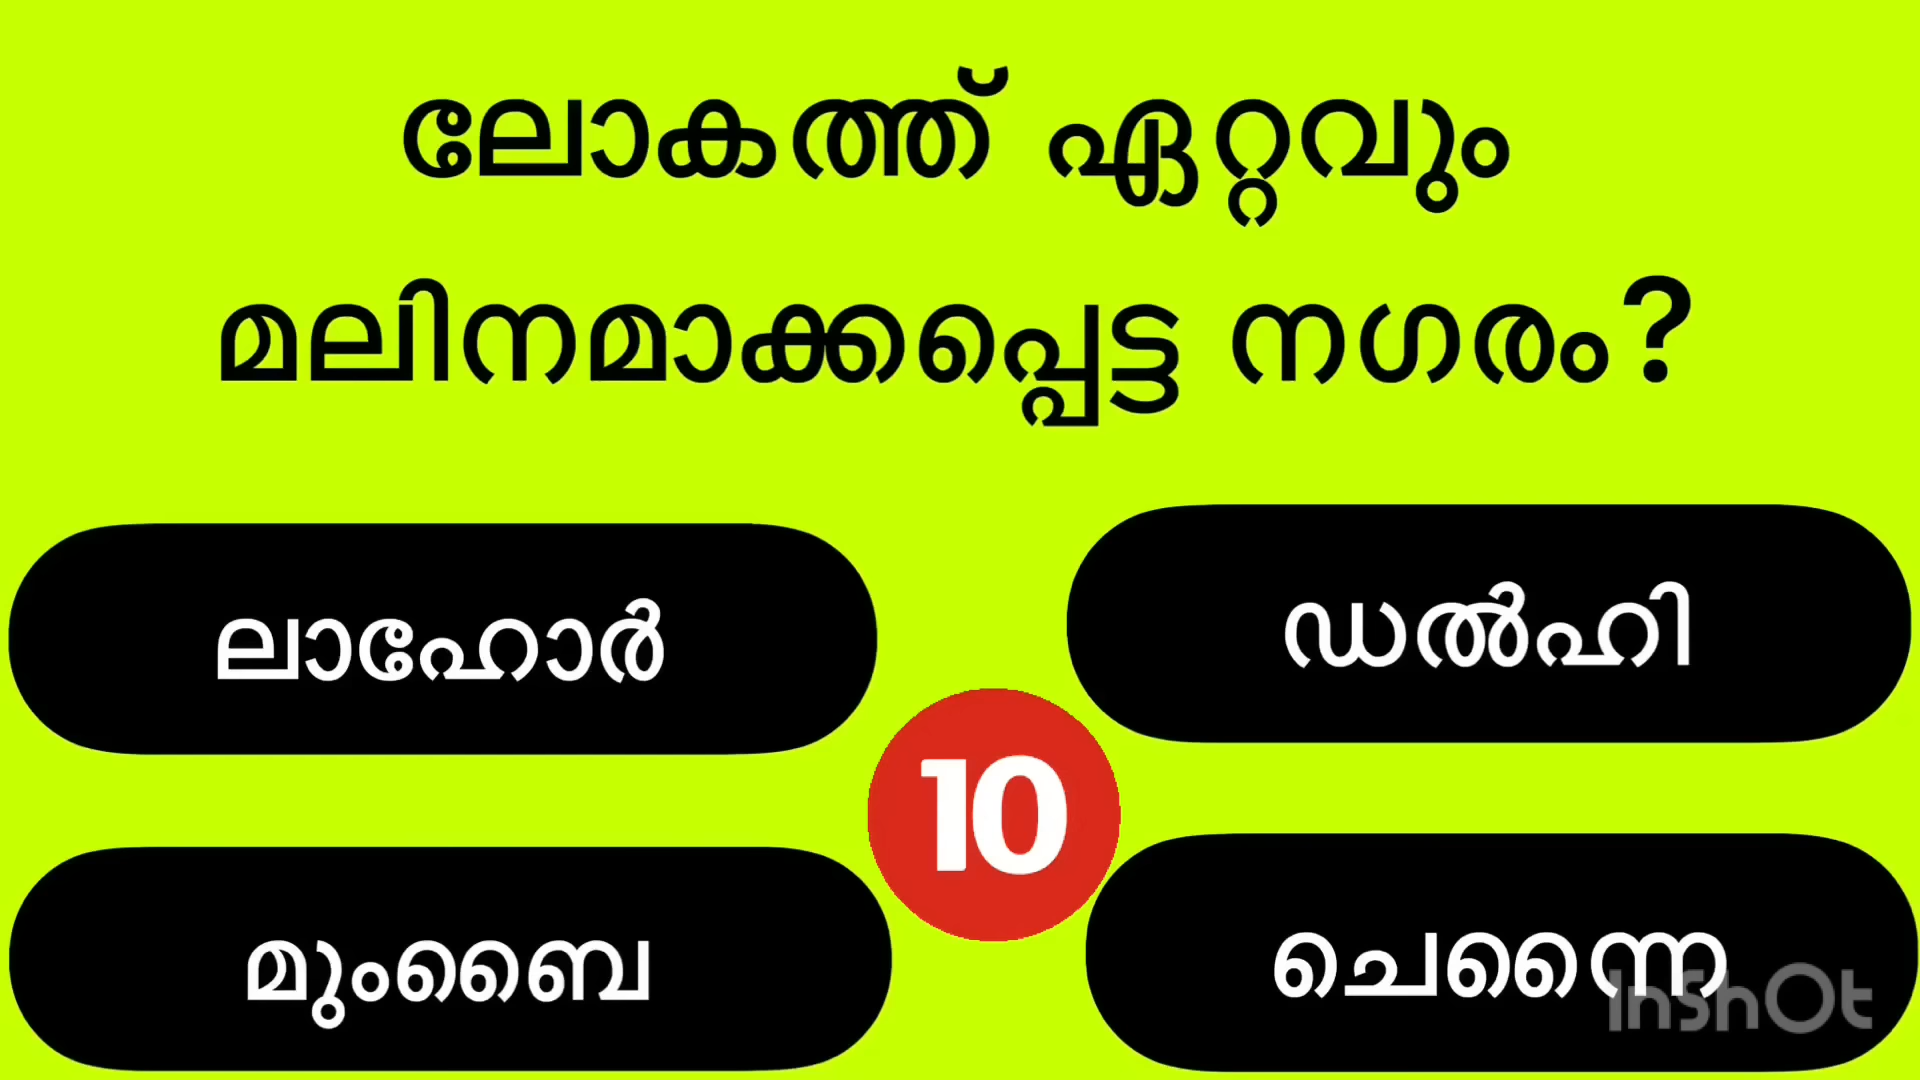 ലോകത്ത് ഏറ്റവും
മലിനമാക്കപ്പെട്ട നഗരം?
ലാഹോർ
ഡൽഹി
10
മുംബൈ
ചെന്നൈ
InShOt